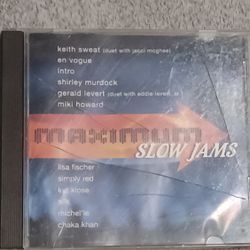 keith sweat (duet with jacci mcghee)
en vogue
intro
shirley murdock
gerald levert (duet with eddie levert, sr.
miki howard
maximum
SLOW JAMS
lisa fischer
simply red
kut klose
silk
michel'le
chaka khan